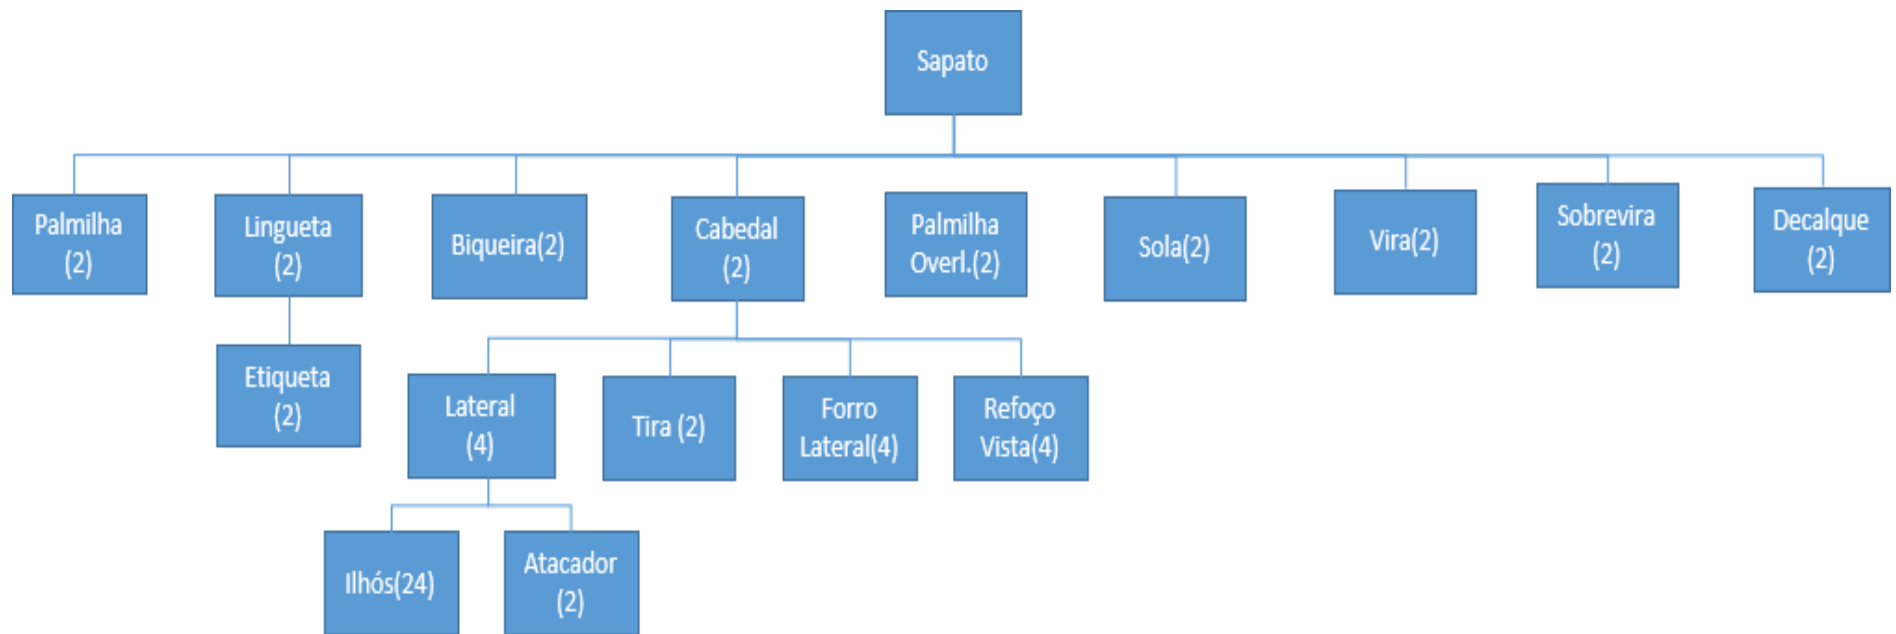 Sapato
Palmilha
(2)
Lingueta
(2)
Biqueira(2)
Cabedal
(2)
Palmilha
Overl.(2)
Sola(2)
Vira(2)
Sobrevira
(2)
Decalque
(2)
Etiqueta
(2)
Lateral
(4)
Tira (2)
Forro
Lateral(4)
Refoço
Vista(4)
Ilhós(24)
Atacador
(2)